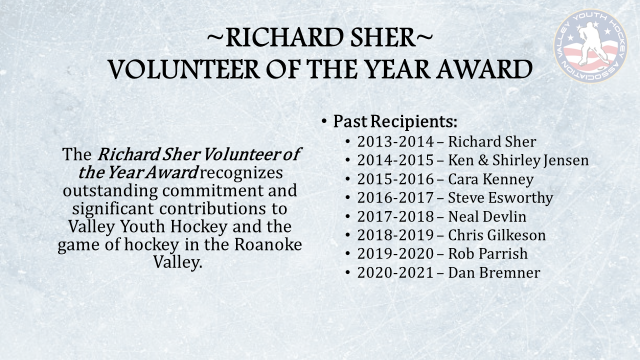 ~RICHARD SHER~
VOLUNTEER OF THE YEAR AWARD
VALLEY YOUTH HOCKEY ASSOCIATION
The Richard Sher Volunteer of
the Year Award recognizes
outstanding commitment and
significant contributions to
Valley Youth Hockey and the
game of hockey in the Roanoke
Valley.
• Past Recipients:
• 2013-2014 – Richard Sher
• 2014-2015 – Ken & Shirley Jensen
• 2015-2016 – Cara Kenney
• 2016-2017 – Steve Esworthy
• 2017-2018 – Neal Devlin
• 2018-2019 – Chris Gilkeson
• 2019-2020 – Rob Parrish
• 2020-2021 – Dan Bremner